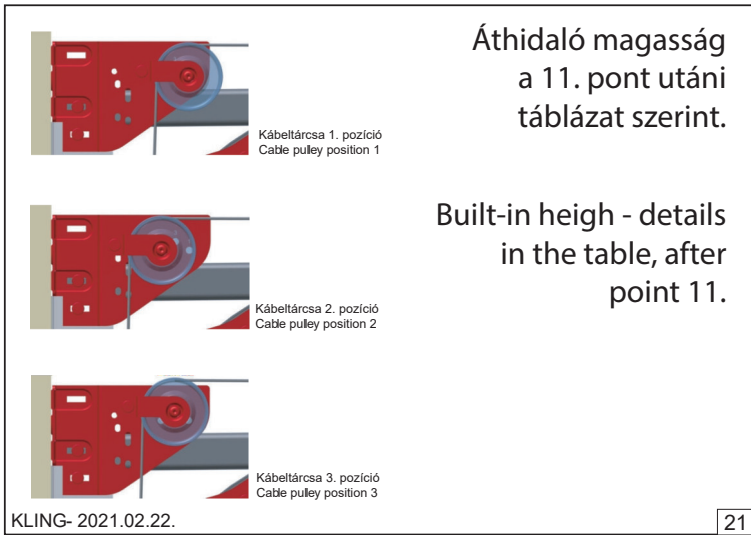 Áthidaló magasság
a 11. pont utáni
táblázat szerint.
Kábeltárcsa 1. pozíció
Cable pulley position 1
Built-in heigh - details
in the table, after
point 11.
Kábeltárcsa 2. pozíció
Cable pulley position 2
Kábeltárcsa 3. pozíció
Cable pulley position 3
KLING- 2021.02.22.
21